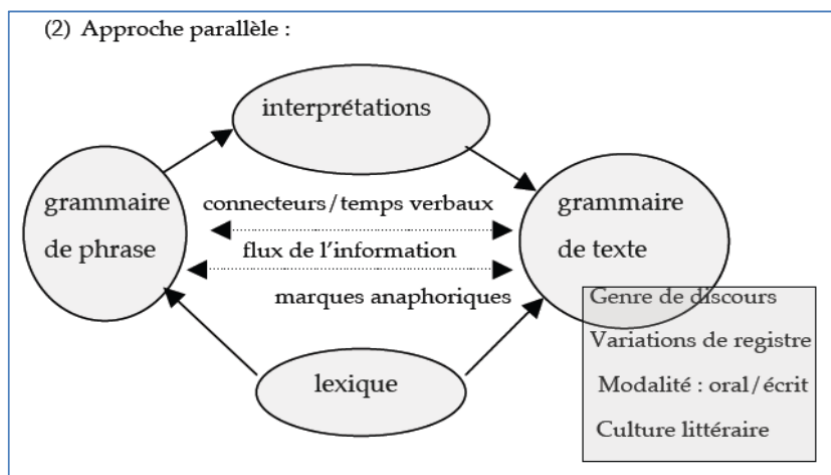 (2) Approche parallèle :
interprétations
grammaire
de phrase
connecteurs/temps verbaux
flux de l'information
marques anaphoriques
grammaire
de texte
Genre de discours
Variations de registre
Modalité : oral/écrit
Culture littéraire
lexique